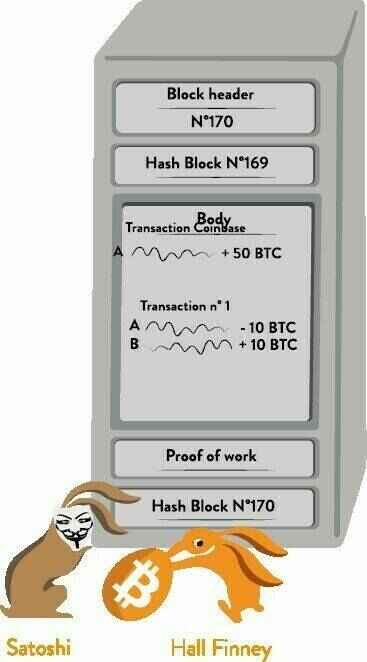 Block header
N°170
Hash Block N°169
Body
Transaction Coinbase
A + 50 BTC
Transaction n° 1
A - 10 BTC
B + 10 BTC
Proof of work
Hash Block N°170
Satoshi
Hall Finney